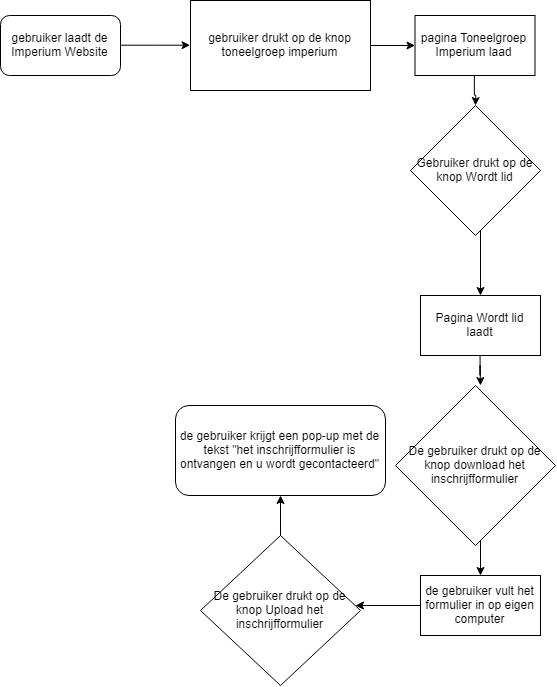 gebruiker laadt de
Imperium Website
gebruiker drukt op de knop
toneelgroep imperium
pagina Toneelgroep
Imperium laad
Gebruiker drukt op de
knop Wordt lid
Pagina Wordt lid
laadt
De gebruiker drukt op de
knop download het
inschrijfformulier
de gebruiker vult het
formulier in op eigen
computer
De gebruiker drukt op de
knop Upload het
inschrijfformulier
de gebruiker krijgt een pop-up met de
tekst "het inschrijfformulier is
ontvangen en u wordt gecontacteerd"